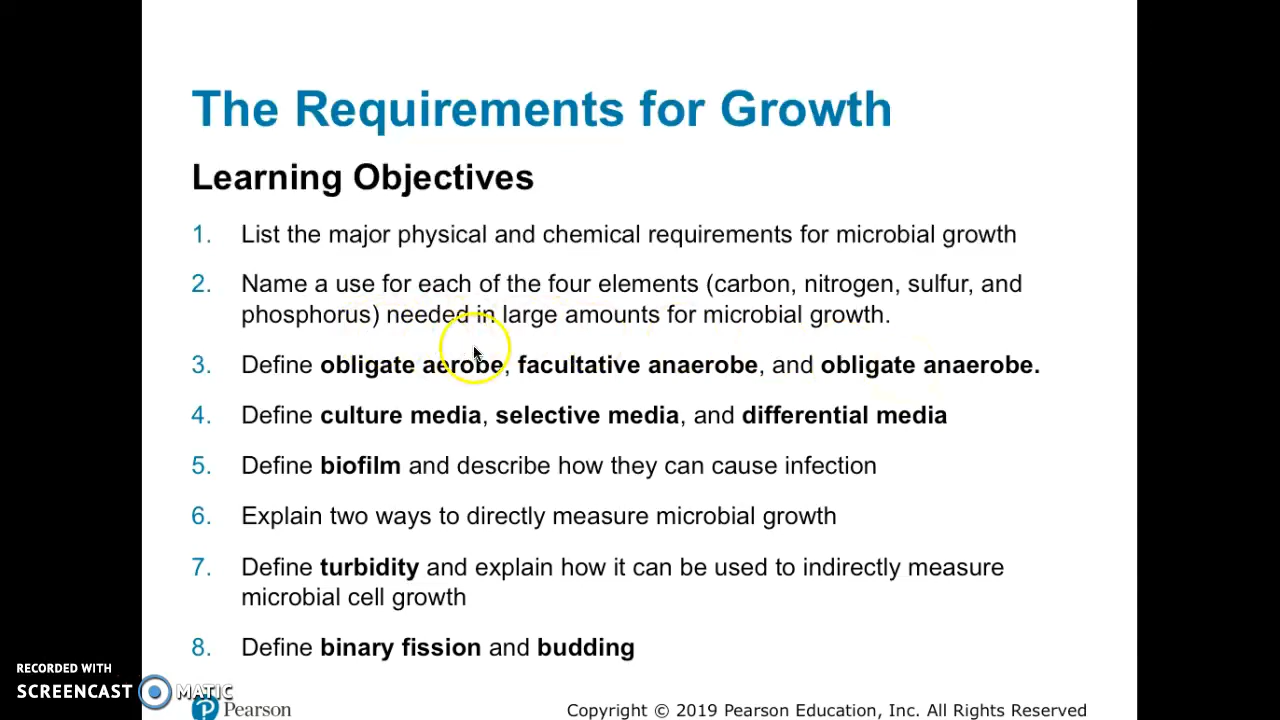 The Requirements for Growth
Learning Objectives
1. List the major physical and chemical requirements for microbial growth
2. Name a use for each of the four elements (carbon, nitrogen, sulfur, and
phosphorus) needed in large amounts for microbial growth.
3. Define obligate aerobe, facultative anaerobe, and obligate anaerobe.
4. Define culture media, selective media, and differential media
5. Define biofilm and describe how they can cause infection
6. Explain two ways to directly measure microbial growth
7. Define turbidity and explain how it can be used to indirectly measure
microbial cell growth
8. Define binary fission and budding
RECORDED WITH
SCREENCAST MATIC
P Pearson
Copyright © 2019 Pearson Education, Inc. All Rights Reserved